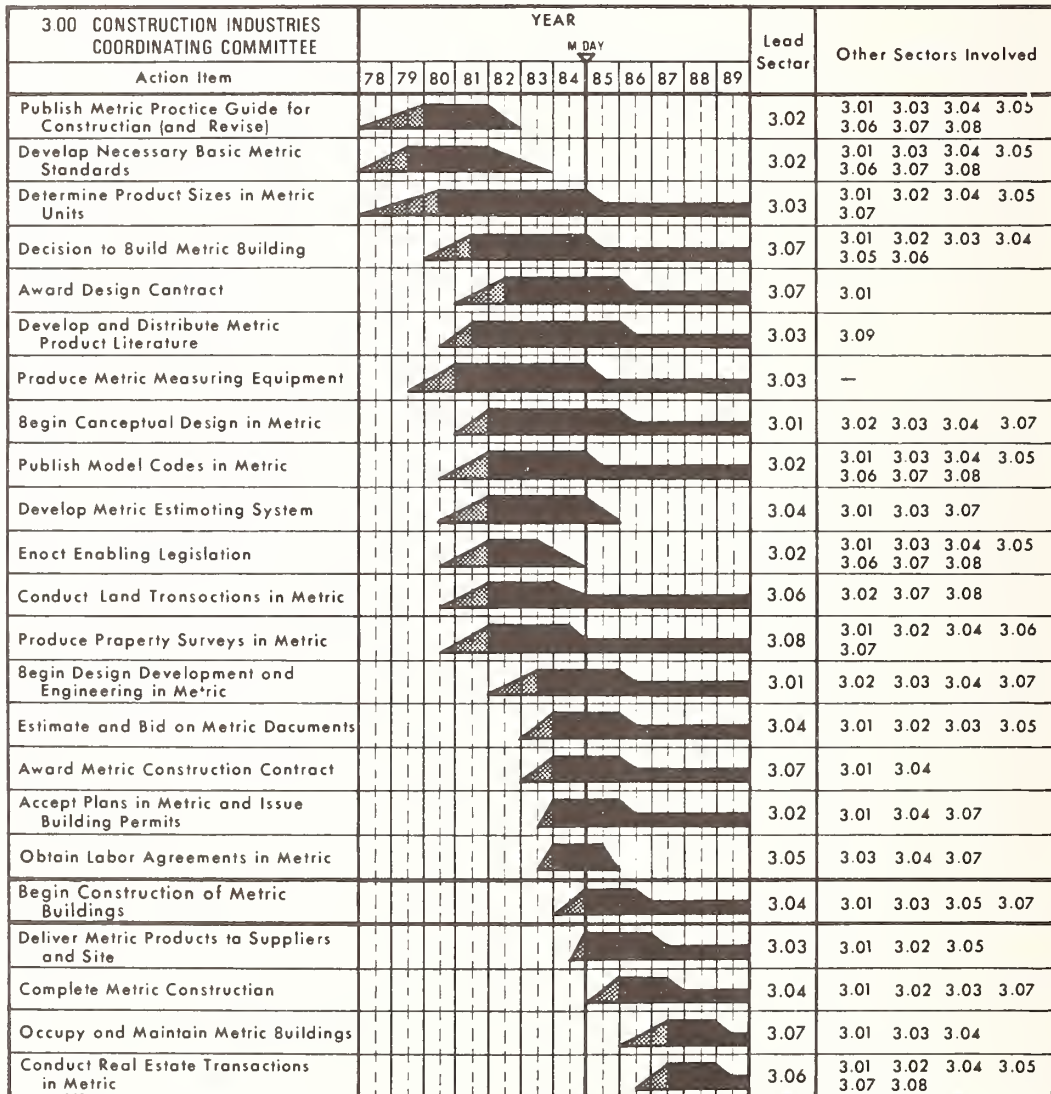 3.00 CONSTRUCTION INDUSTRIES
COORDINATING COMMITTEE
YEAR
M DAY
Lead
Sector
Other Sectors Involved
Action Item
78 79 80 81 82 83 84 85 86 87 88 89
Publish Metric Practice Guide for
Construction (and Revise)
3.02
3.01 3.03 3.04 3.05
3.06 3.07 3.08
Develop Necessary Basic Metric
Standards
3.02
3.01 3.03 3.04 3.05
3.06 3.07 3.08
Determine Product Sizes in Metric
Units
3.03
3.01 3.02 3.04 3.05
3.07
Decision to Build Metric Building
3.07
3.01 3.02 3.03 3.04
3.05 3.06
Award Design Contract
3.07
3.01
Develop and Distribute Metric
Product Literature
3.03
3.09
Produce Metric Measuring Equipment
3.03
—
Begin Conceptual Design in Metric
3.01
3.02 3.03 3.04 3.07
Publish Model Codes in Metric
3.02
3.01 3.03 3.04 3.05
3.06 3.07 3.08
Develop Metric Estimating System
3.04
3.01 3.03 3.07
Enact Enabling Legislation
3.02
3.01 3.03 3.04 3.05
3.06 3.07 3.08
Conduct Land Transactions in Metric
3.06
3.02 3.07 3.08
Produce Property Surveys in Metric
3.08
3.01 3.02 3.04 3.06
3.07
Begin Design Development and
Engineering in Metric
3.01
3.02 3.03 3.04 3.07
Estimate and Bid on Metric Documents
3.04
3.01 3.02 3.03 3.05
Award Metric Construction Contract
3.07
3.01 3.04
Accept Plans in Metric and Issue
Building Permits
3.02
3.01 3.04 3.07
Obtain Labor Agreements in Metric
3.05
3.03 3.04 3.07
Begin Construction of Metric
Buildings
3.04
3.01 3.03 3.05 3.07
Deliver Metric Products to Suppliers
and Site
3.03
3.01 3.02 3.05
Complete Metric Construction
3.04
3.01 3.02 3.03 3.07
Occupy and Maintain Metric Buildings
3.07
3.01 3.03 3.04
Conduct Real Estate Transactions
in Metric
3.06
3.01 3.02 3.04 3.05
3.07 3.08